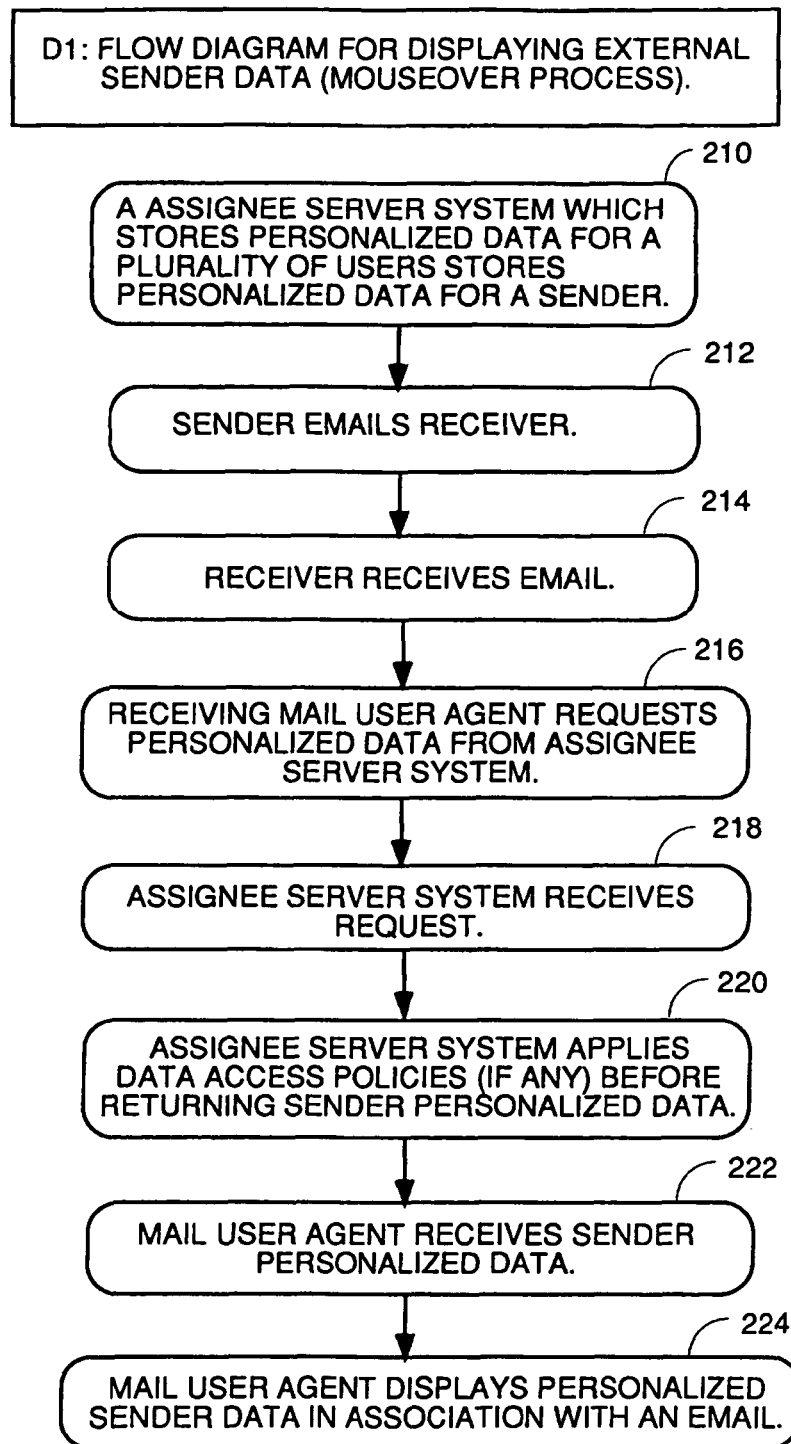 D1: FLOW DIAGRAM FOR DISPLAYING EXTERNAL
SENDER DATA (MOUSEOVER PROCESS).
210
A ASSIGNEE SERVER SYSTEM WHICH
STORES PERSONALIZED DATA FOR A
PLURALITY OF USERS STORES
PERSONALIZED DATA FOR A SENDER.
212
SENDER EMAILS RECEIVER.
214
RECEIVER RECEIVES EMAIL.
216
RECEIVING MAIL USER AGENT REQUESTS
PERSONALIZED DATA FROM ASSIGNEE
SERVER SYSTEM.
218
ASSIGNEE SERVER SYSTEM RECEIVES
REQUEST.
220
ASSIGNEE SERVER SYSTEM APPLIES
DATA ACCESS POLICIES (IF ANY) BEFORE
RETURNING SENDER PERSONALIZED DATA.
222
MAIL USER AGENT RECEIVES SENDER
PERSONALIZED DATA.
224
MAIL USER AGENT DISPLAYS PERSONALIZED
SENDER DATA IN ASSOCIATION WITH AN EMAIL.